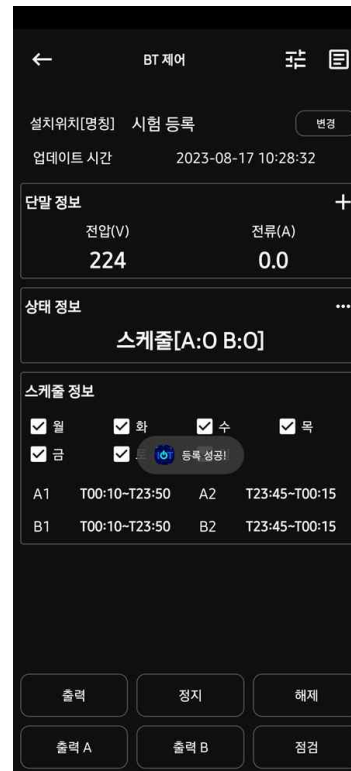 BT 제어
설치위치[명칭] 시험 등록 변경
업데이트 시간 2023-08-17 10:28:32
단말 정보
전압(V) 전류(A)
224 0.0
상태 정보
스케줄[A:O B:O]
스케줄 정보
월 화 수 목
금
IOT 등록 성공!
A1 T00:10~T23:50 A2 T23:45~T00:15
B1 T00:10~T23:50 B2 T23:45~T00:15
출력 정지 해제
출력 A 출력 B 점검